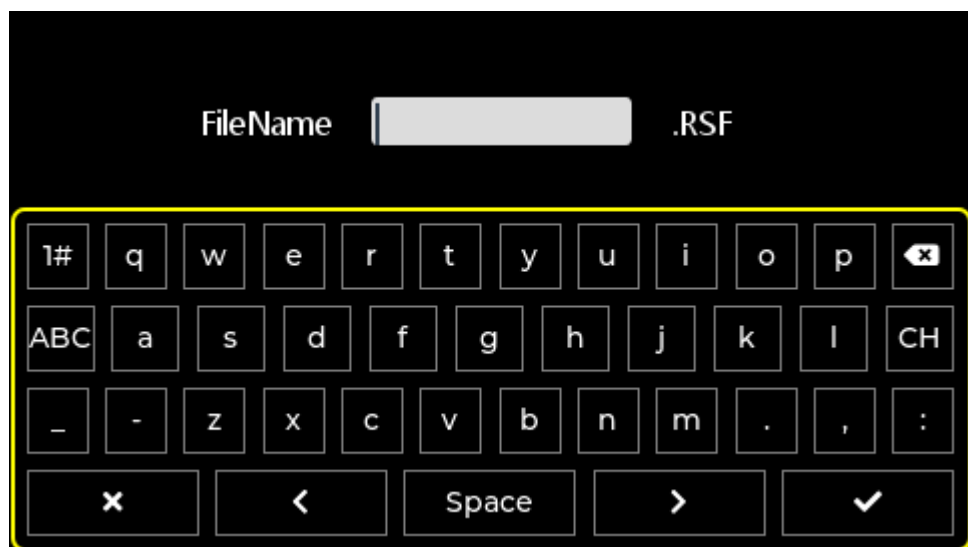 FileName .RSF
1# q w e r t y u i o p
ABC a s d f g h j k l CH
_ - z x c v b n m . , :
Space